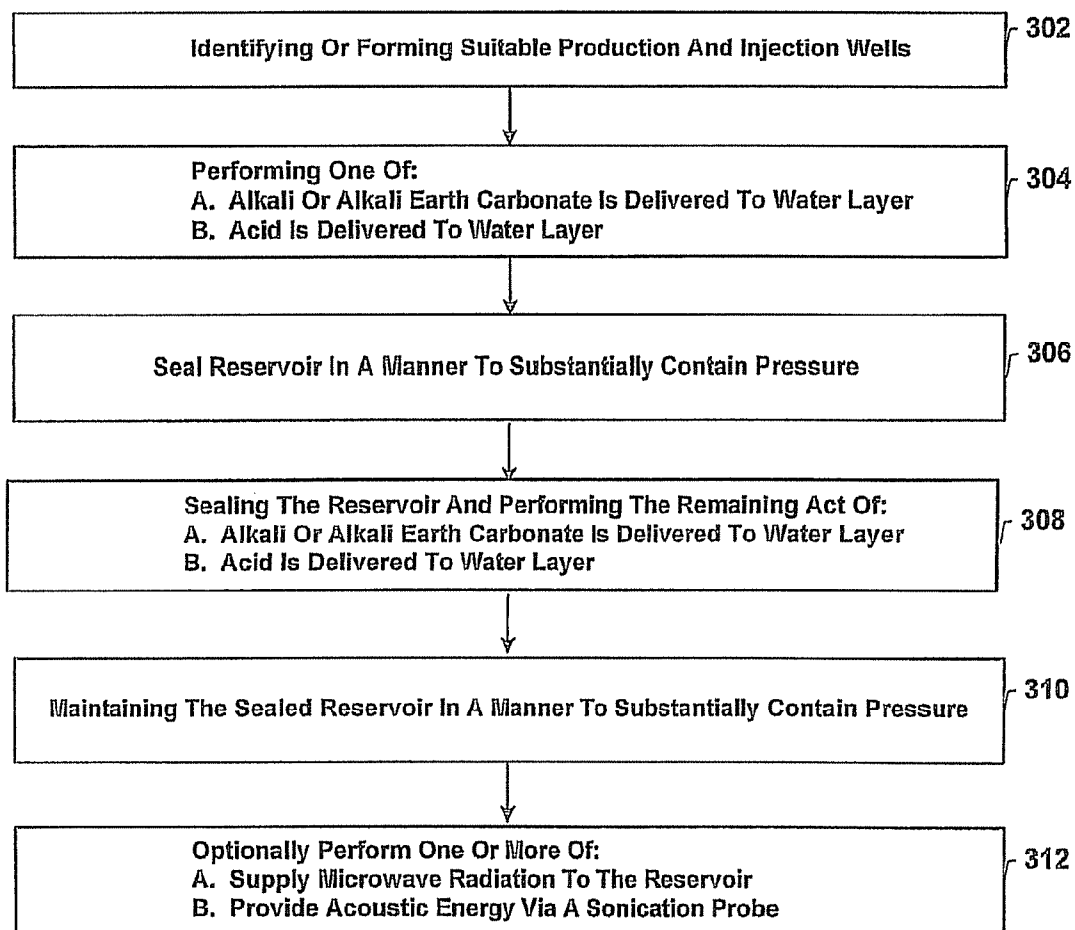 Identifying Or Forming Suitable Production And Injection Wells
302
Performing One Of:
A. Alkali Or Alkali Earth Carbonate Is Delivered To Water Layer
B. Acid Is Delivered To Water Layer
304
Seal Reservoir In A Manner To Substantially Contain Pressure
306
Sealing The Reservoir And Performing The Remaining Act Of:
A. Alkali Or Alkali Earth Carbonate Is Delivered To Water Layer
B. Acid Is Delivered To Water Layer
308
Maintaining The Sealed Reservoir In A Manner To Substantially Contain Pressure
310
Optionally Perform One Or More Of:
A. Supply Microwave Radiation To The Reservoir
B. Provide Acoustic Energy Via A Sonication Probe
312